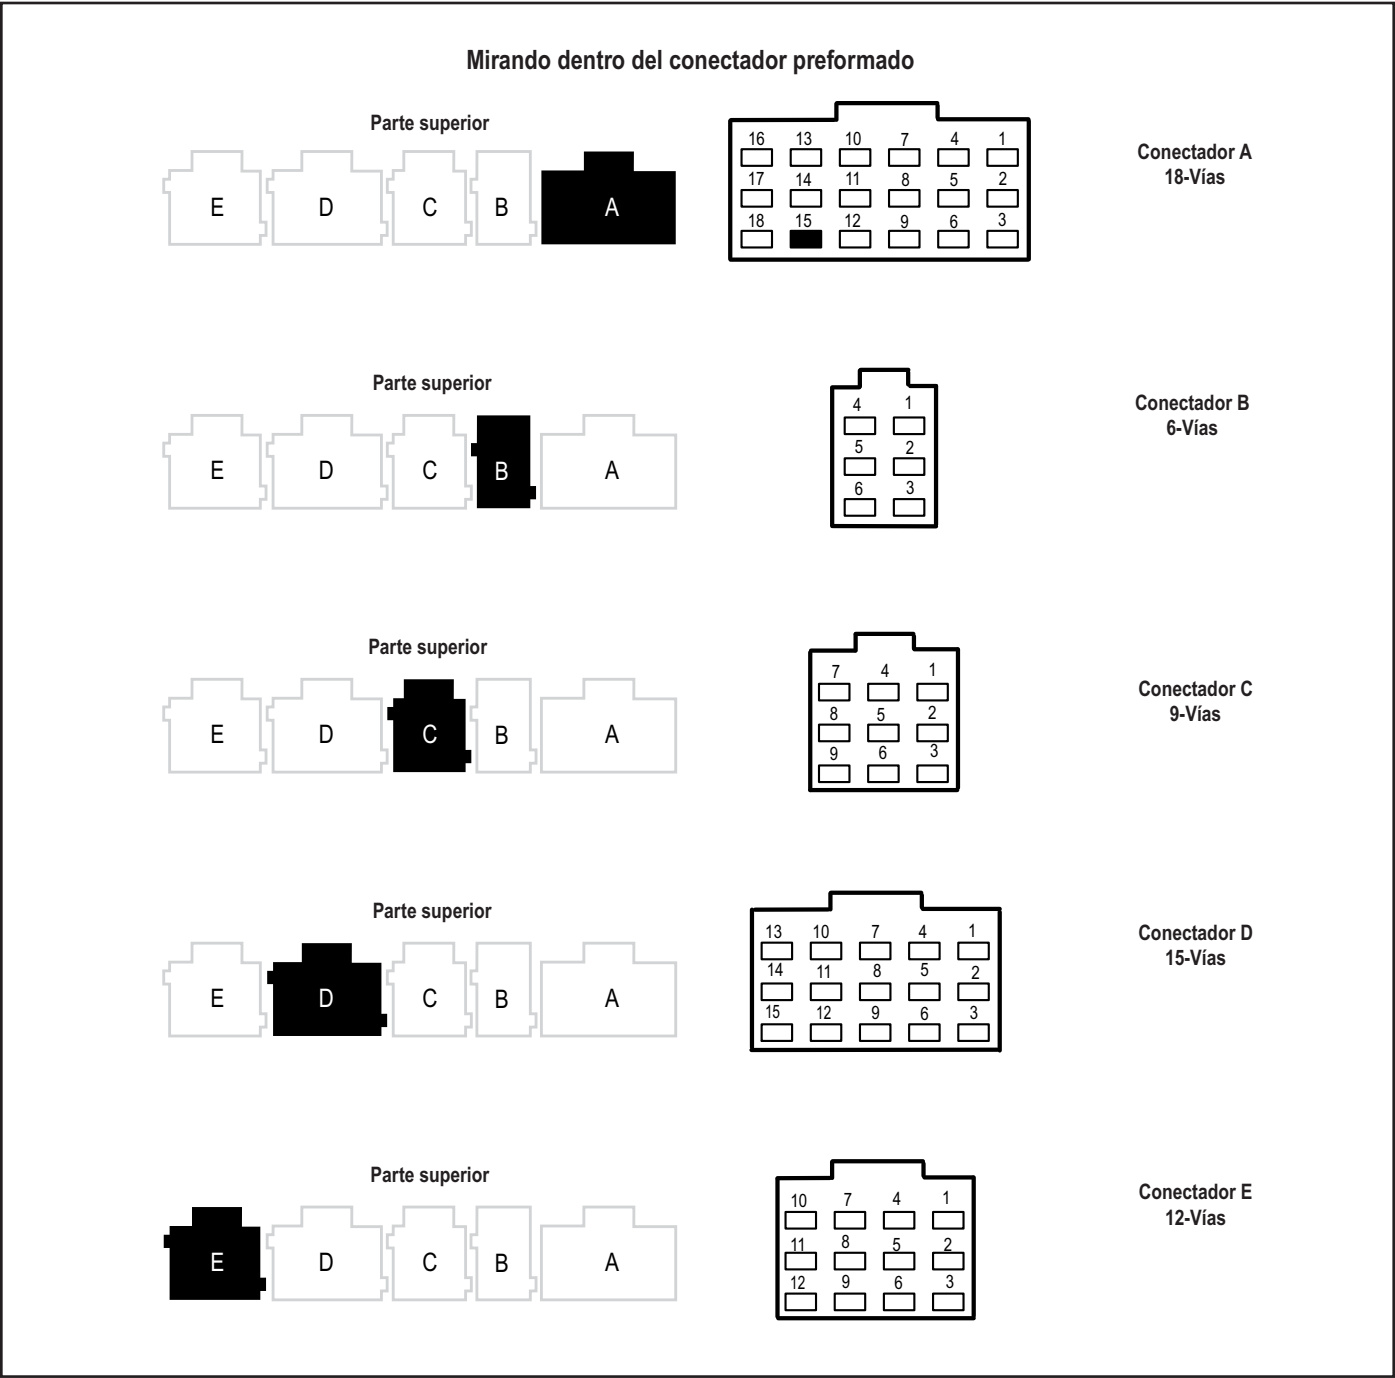 Mirando dentro del conectador preformado
Parte superior
E D C B A
16 13 10 7 4 1
17 14 11 8 5 2
18 15 12 9 6 3
Conectador A
18-Vías
Parte superior
E D C B A
4 1
5 2
6 3
Conectador B
6-Vías
Parte superior
E D C B A
7 4 1
8 5 2
9 6 3
Conectador C
9-Vías
Parte superior
E D C B A
13 10 7 4 1
14 11 8 5 2
15 12 9 6 3
Conectador D
15-Vías
Parte superior
E D C B A
10 7 4 1
11 8 5 2
12 9 6 3
Conectador E
12-Vías